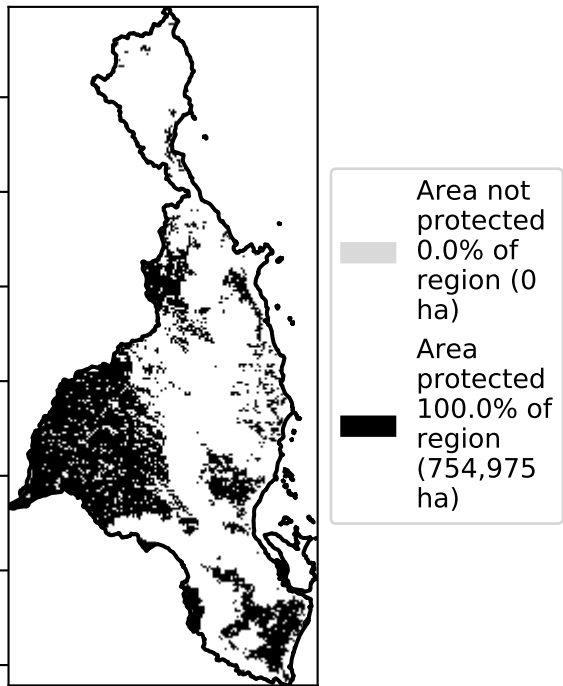 Area not
protected
0.0% of
region (0
ha)
Area
protected
100.0% of
region
(754,975
ha)